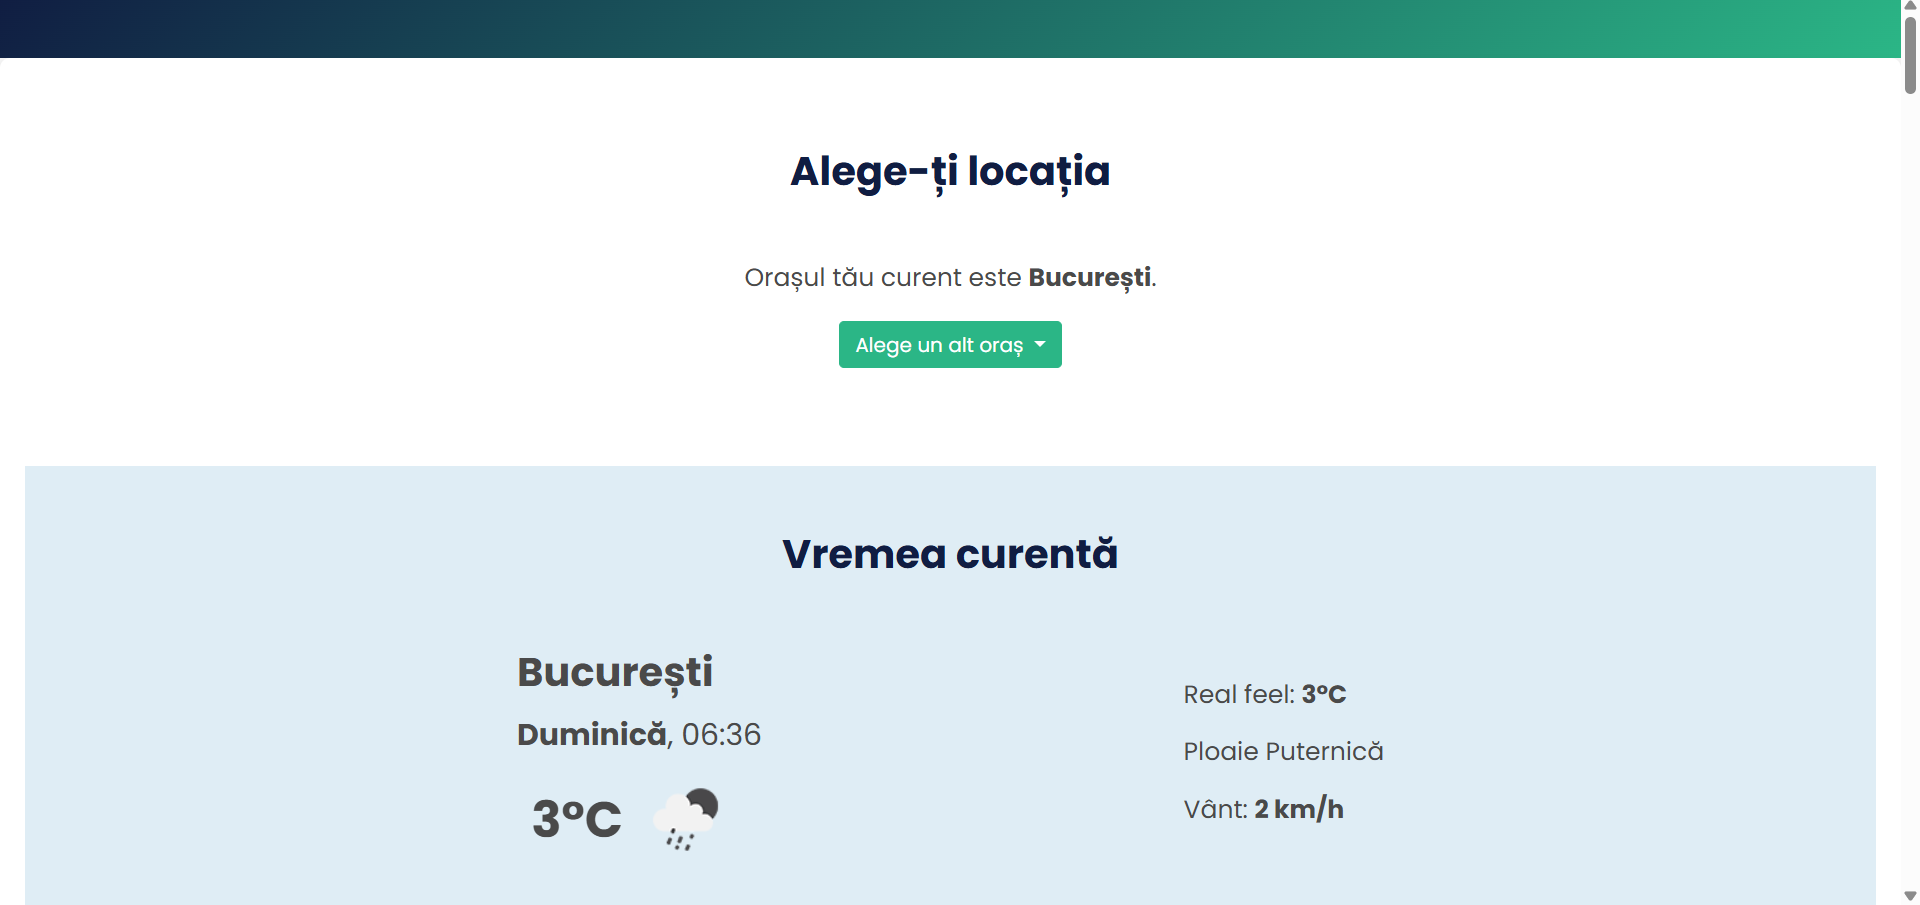 Alege-ți locația
Orașul tău curent este București.
Alege un alt oraș
Vremea curentă
București
Duminică, 06:36
3°C
Real feel: 3°C
Ploaie Puternică
Vânt: 2 km/h